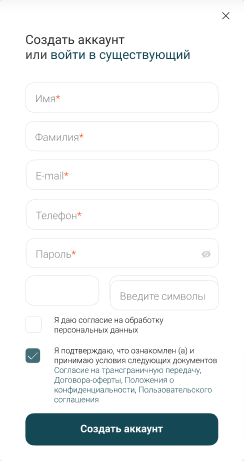 Создать аккаунт
или войти в существующий
Имя*
Фамилия*
E-mail*
Телефон*
Пароль*
Введите символы
Я даю согласие на обработку
персональных данных
Я подтверждаю, что ознакомлен (а) и
принимаю условия следующих документов
Согласие на трансграничную передачу,
Договора-оферты, Положения о
конфиденциальности, Пользовательского
соглашения
Создать аккаунт